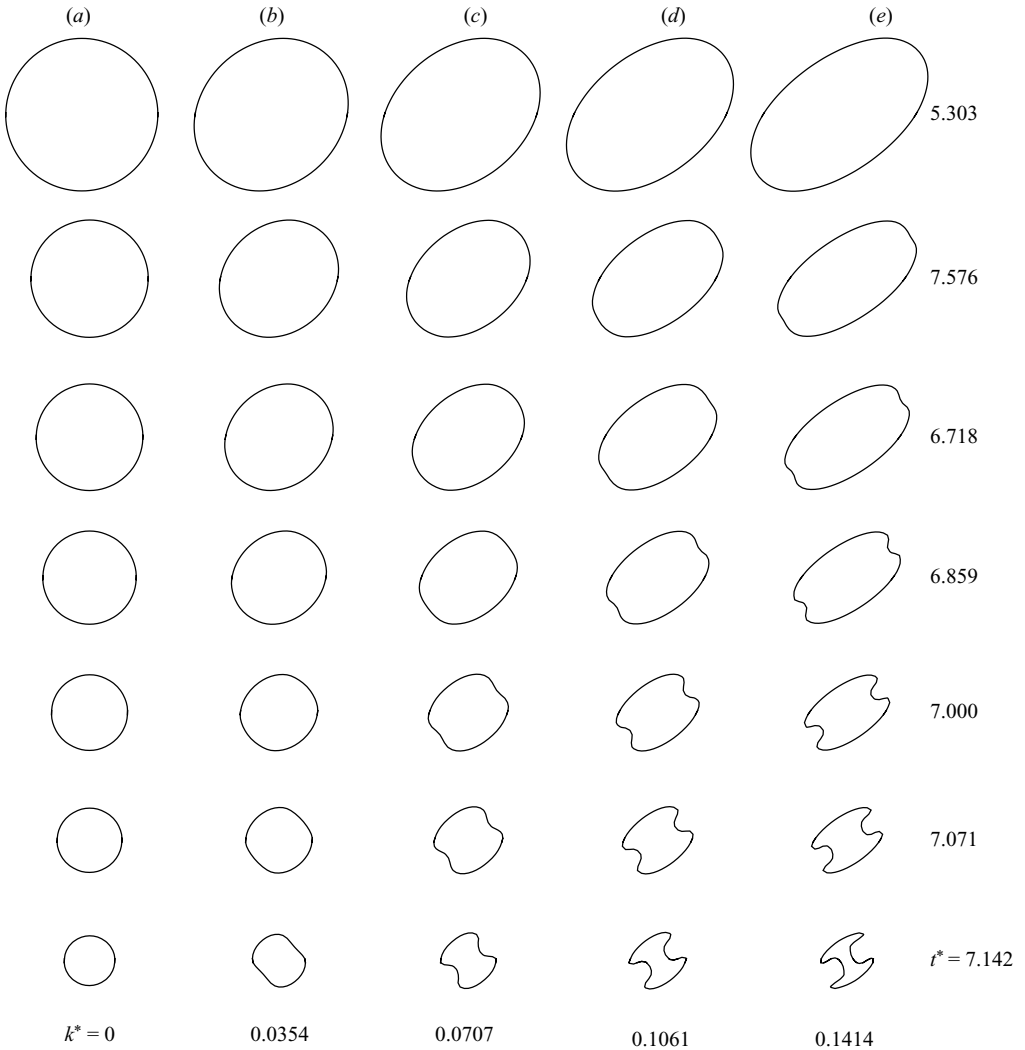 (a) (b) (c) (d) (e)
5.303
7.576
6.718
6.859
7.000
7.071
t* = 7.142
k* = 0 0.0354 0.0707 0.1061 0.1414